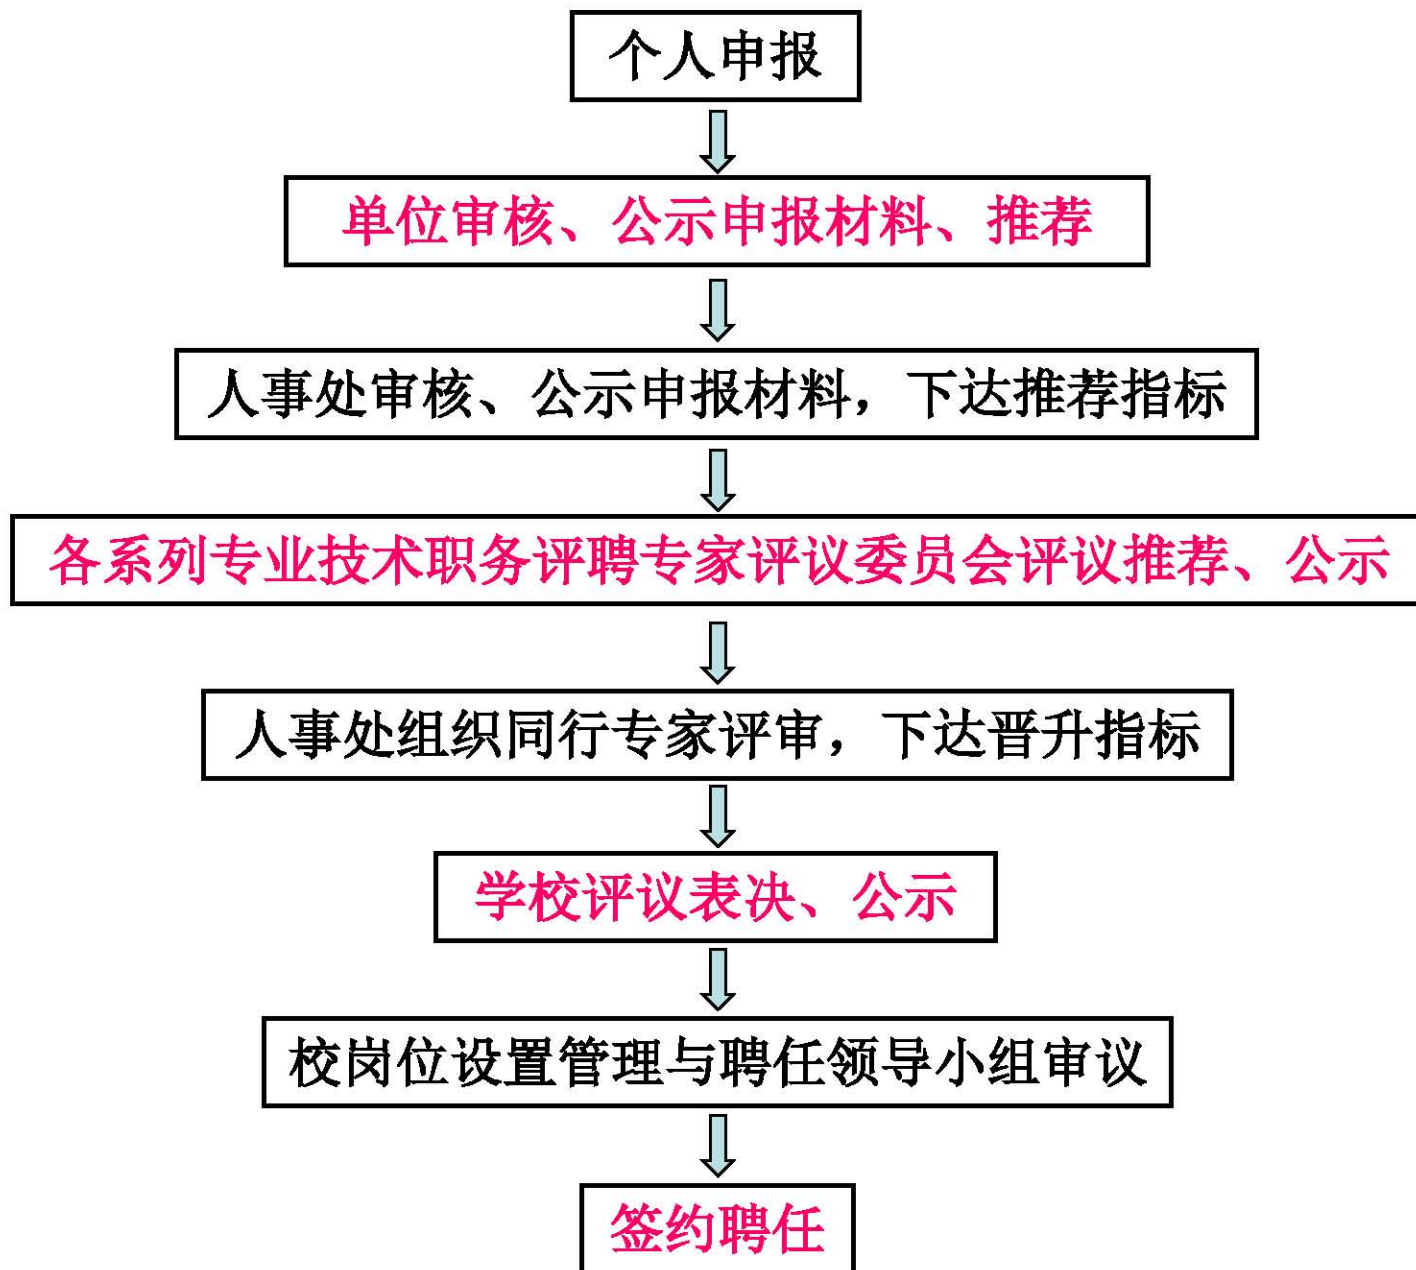 个人申报
单位审核、公示申报材料、推荐
人事处审核、公示申报材料，下达推荐指标
各系列专业技术职务评聘专家评议委员会评议推荐、公示
人事处组织同行专家评审，下达晋升指标
学校评议表决、公示
校岗位设置管理与聘任领导小组审议
签约聘任